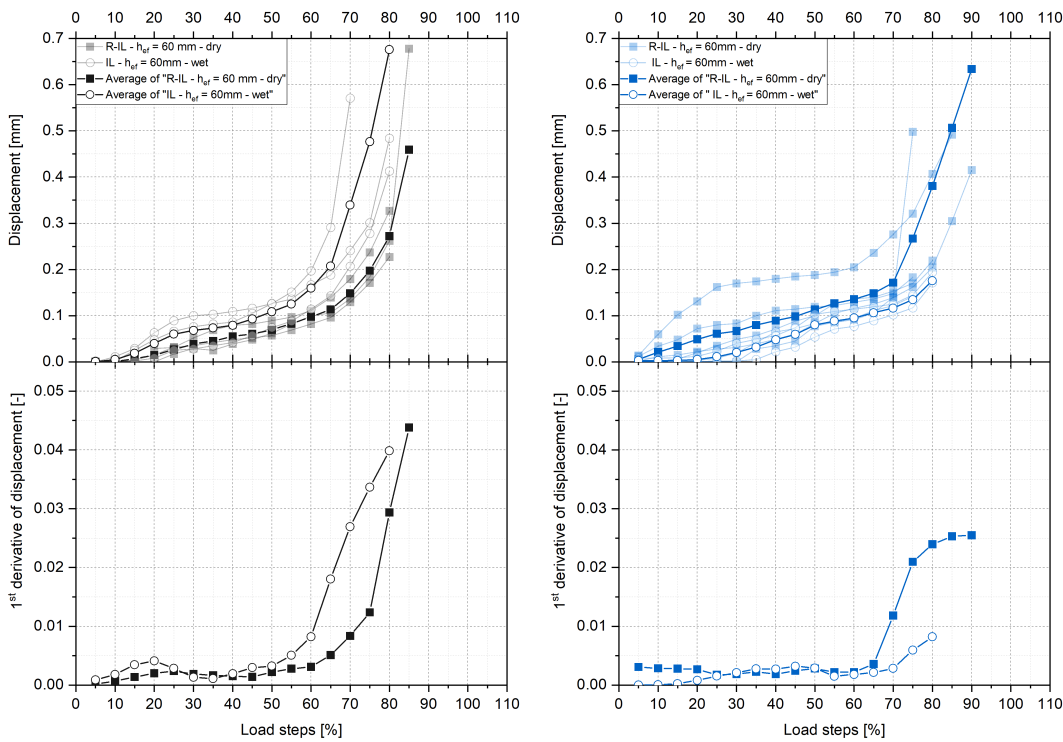 0 10 20 30 40 50 60 70 80 90 100 110
0.7
0.6
0.5
0.4
0.3
0.2
0.1
0.0
Displacement [mm]
R-IL - hef = 60 mm - dry
IL - hef = 60mm - wet
Average of "R-IL - hef = 60 mm - dry"
Average of "IL - hef = 60mm - wet"
0.05
0.04
0.03
0.02
0.01
0.00
1st derivative of displacement [-]
0 10 20 30 40 50 60 70 80 90 100 110
Load steps [%]
0 10 20 30 40 50 60 70 80 90 100 110
0.7
0.6
0.5
0.4
0.3
0.2
0.1
0.0
Displacement [mm]
R-IL - hef = 60 mm - dry
IL - hef = 60mm - wet
Average of "R-IL - hef = 60mm - dry"
Average of " IL - hef = 60mm - wet"
0.05
0.04
0.03
0.02
0.01
0.00
1st derivative of displacement [-]
0 10 20 30 40 50 60 70 80 90 100 110
Load steps [%]